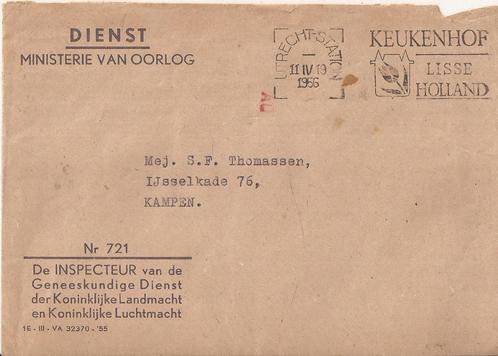 DIENST
MINISTERIE VAN OORLOG
UTRECHT-STATION
11 IV 19
1966
KEUKENHOF
LISSE
HOLLAND
Mej. S.F. Thomassen,
IJsselkade 76,
KAMPEN.
Nr 721
De INSPECTEUR van de
Geneeskundige Dienst
der Koninklijke Landmacht
en Koninklijke Luchtmacht
1E - III - VA 32370 - '55